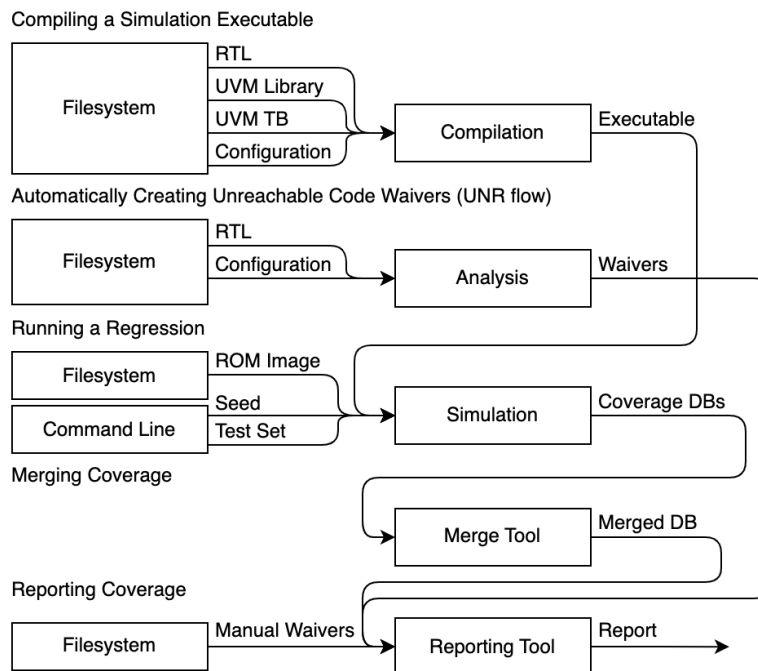 Compiling a Simulation Executable
RTL
UVM Library
Filesystem
UVM TB
Configuration
Compilation
Executable
Automatically Creating Unreachable Code Waivers (UNR flow)
RTL
Filesystem
Configuration
Analysis
Waivers
Running a Regression
Filesystem
ROM Image
Seed
Command Line
Test Set
Simulation
Coverage DBs
Merging Coverage
Merge Tool
Merged DB
Reporting Coverage
Filesystem
Manual Waivers
Reporting Tool
Report